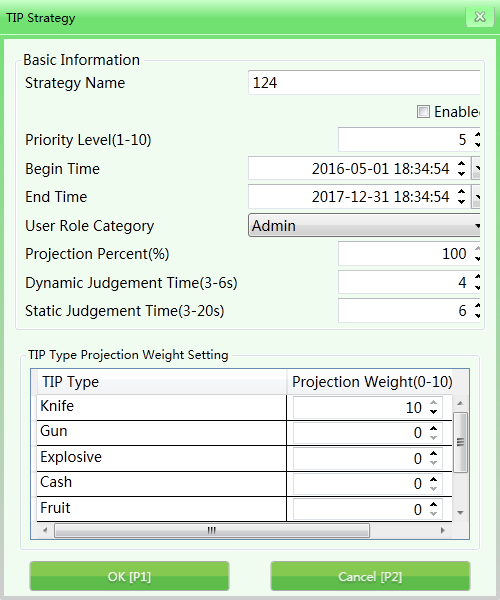 TIP Strategy
Basic Information
Strategy Name 124
Enable
Priority Level(1-10) 5
Begin Time 2016-05-01 18:34:54
End Time 2017-12-31 18:34:54
User Role Category Admin
Projection Percent(%) 100
Dynamic Judgement Time(3-6s) 4
Static Judgement Time(3-20s) 6
TIP Type Projection Weight Setting
TIP Type Projection Weight(0-10)
Knife 10
Gun 0
Explosive 0
Cash 0
Fruit 0
OK [P1] Cancel [P2]